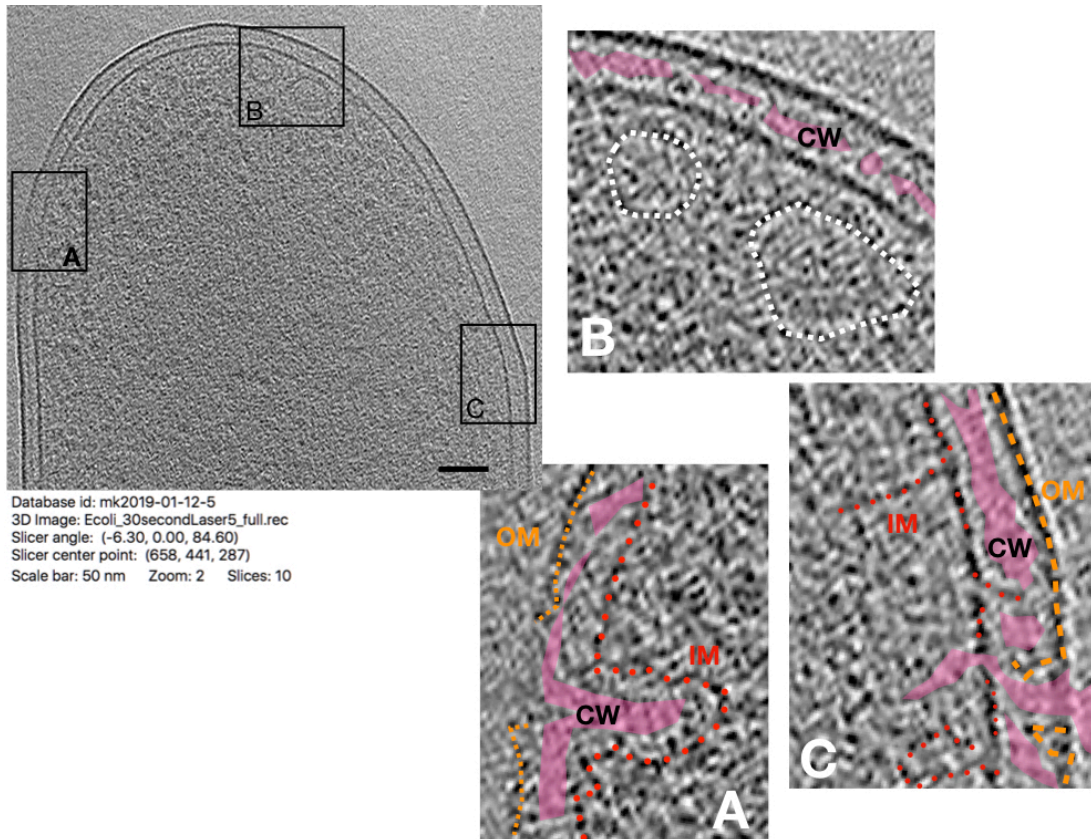 B
A
C
CW
B
Database id: mk2019-01-12-5
3D Image: Ecoli_30secondLaser5_full.rec
Slicer angle:  (-6.30, 0.00, 84.60)
Slicer center point:  (658, 441, 287)
Scale bar: 50 nm     Zoom: 2     Slices: 10
OM
IM
CW
A
OM
IM
CW
C